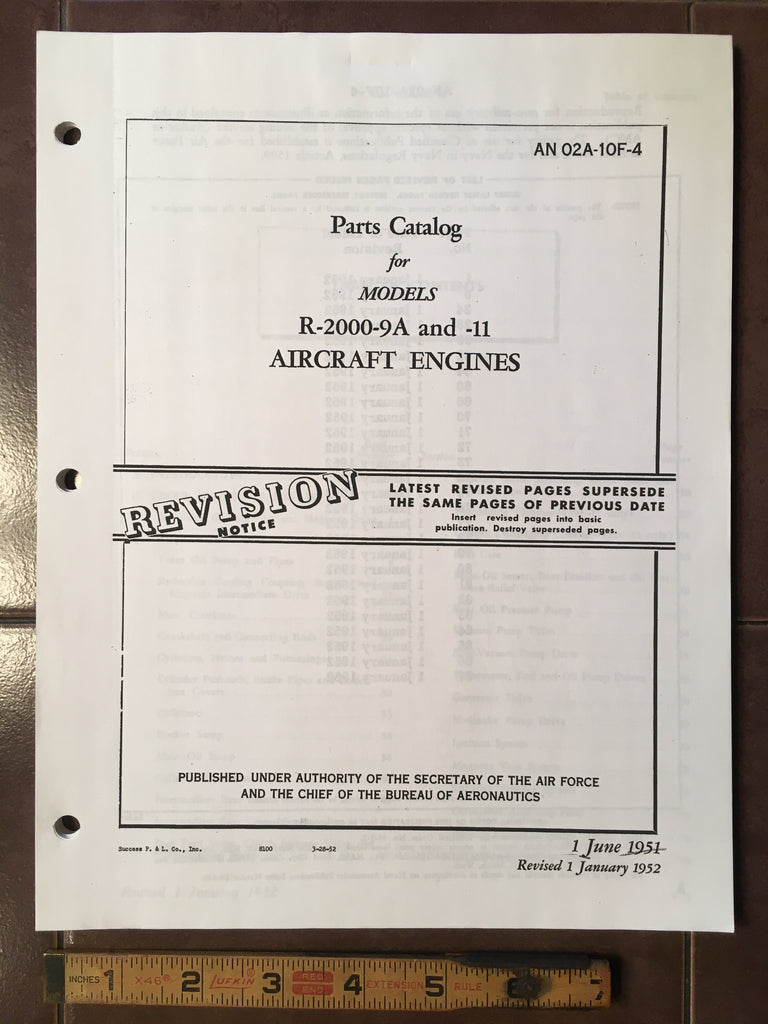 AN 02A-10F-4
Parts Catalog
for
MODELS
R-2000-9A and -11
AIRCRAFT ENGINES
REVISION
NOTICE
LATEST REVISED PAGES SUPERSEDE
THE SAME PAGES OF PREVIOUS DATE
Insert revised pages into basic
publication. Destroy superseded pages.
PUBLISHED UNDER AUTHORITY OF THE SECRETARY OF THE AIR FORCE
AND THE CHIEF OF THE BUREAU OF AERONAUTICS
Success P. & L. Co., Inc. 8100 3-28-52
1 June 1951
Revised 1 January 1952
INCHES 1 X46 2 LUFKIN 3 RED END 4 EXTENSION 5 RULE 6